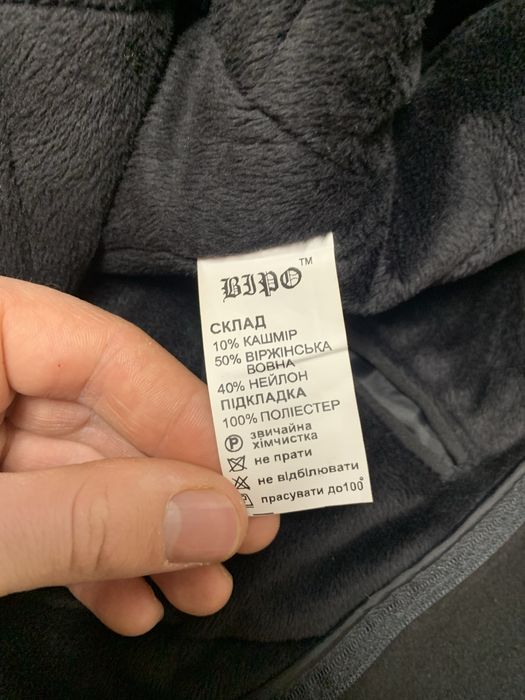 ВІРО™
СКЛАД
10% КАШМІР
50% ВІРЖІНСЬКА
ВОВНА
40% НЕЙЛОН
ПІДКЛАДКА
100% ПОЛІЕСТЕР
P звичайна
хімчистка
не прати
не відбілювати
прасувати до100°